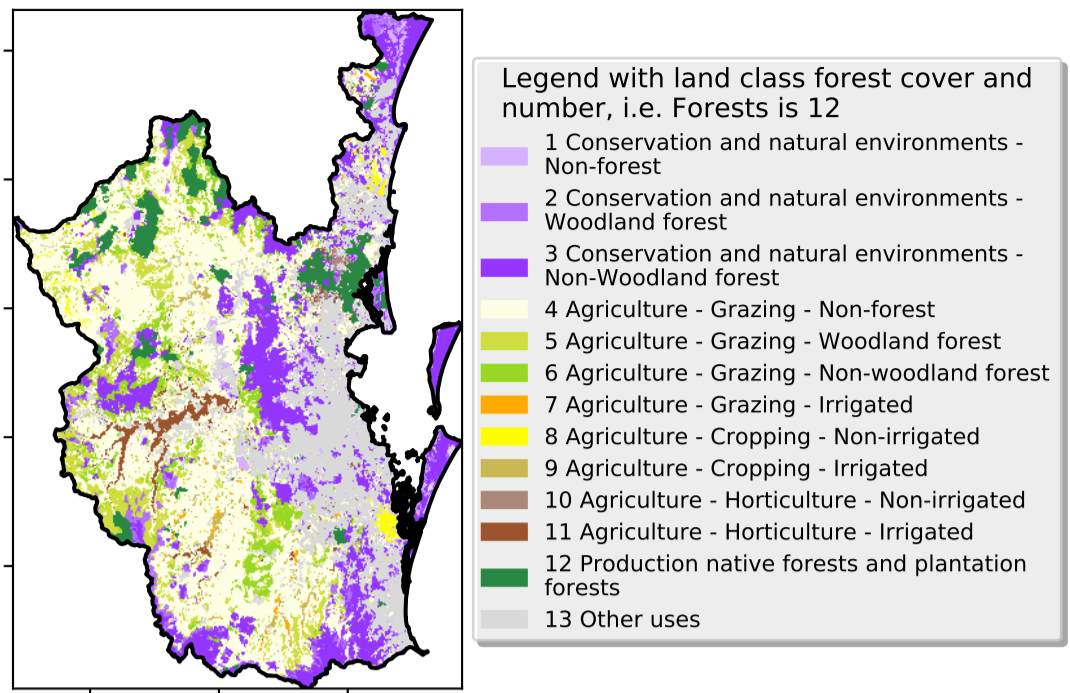 Legend with land class forest cover and
number, i.e. Forests is 12
1 Conservation and natural environments -
Non-forest
2 Conservation and natural environments -
Woodland forest
3 Conservation and natural environments -
Non-Woodland forest
4 Agriculture - Grazing - Non-forest
5 Agriculture - Grazing - Woodland forest
6 Agriculture - Grazing - Non-woodland forest
7 Agriculture - Grazing - Irrigated
8 Agriculture - Cropping - Non-irrigated
9 Agriculture - Cropping - Irrigated
10 Agriculture - Horticulture - Non-irrigated
11 Agriculture - Horticulture - Irrigated
12 Production native forests and plantation
forests
13 Other uses